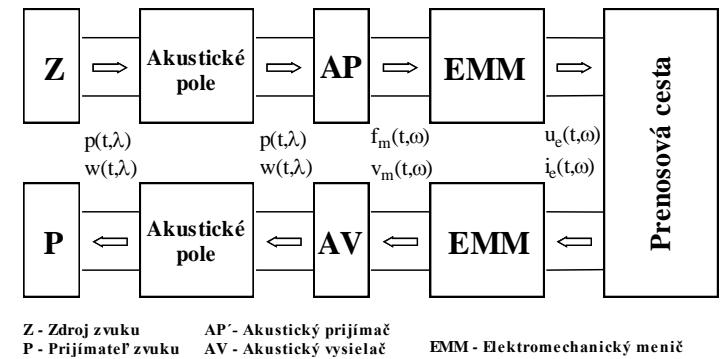 Z
Akustické
pole
AP
EMM
Prenosová cesta
p(t,λ)
w(t,λ)
p(t,λ)
w(t,λ)
f_m(t,ω)
v_m(t,ω)
u_e(t,ω)
i_e(t,ω)
P
Akustické
pole
AV
EMM
Z - Zdroj zvuku
P - Prijímateľ zvuku
AP´- Akustický prijímač
AV - Akustický vysielač
EMM - Elektromechanický menič